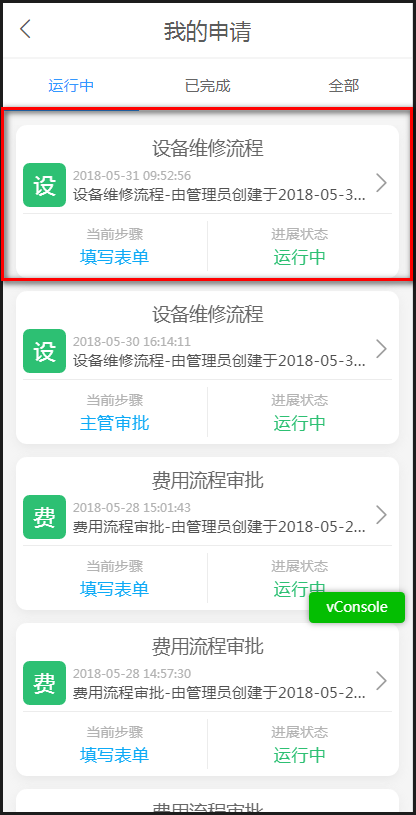 我的申请
运行中 已完成 全部
设备维修流程
设
2018-05-31 09:52:56
设备维修流程-由管理员创建于2018-05-3...
当前步骤 进展状态
填写表单 运行中
设备维修流程
设
2018-05-30 16:14:11
设备维修流程-由管理员创建于2018-05-3...
当前步骤 进展状态
主管审批 运行中
费用流程审批
费
2018-05-28 15:01:43
费用流程审批-由管理员创建于2018-05-2...
当前步骤 进展状态
填写表单 运行中
vConsole
费用流程审批
费
2018-05-28 14:57:30
费用流程审批-由管理员创建于2018-05-2...
当前步骤 进展状态
填写表单 运行中
费用流程审批